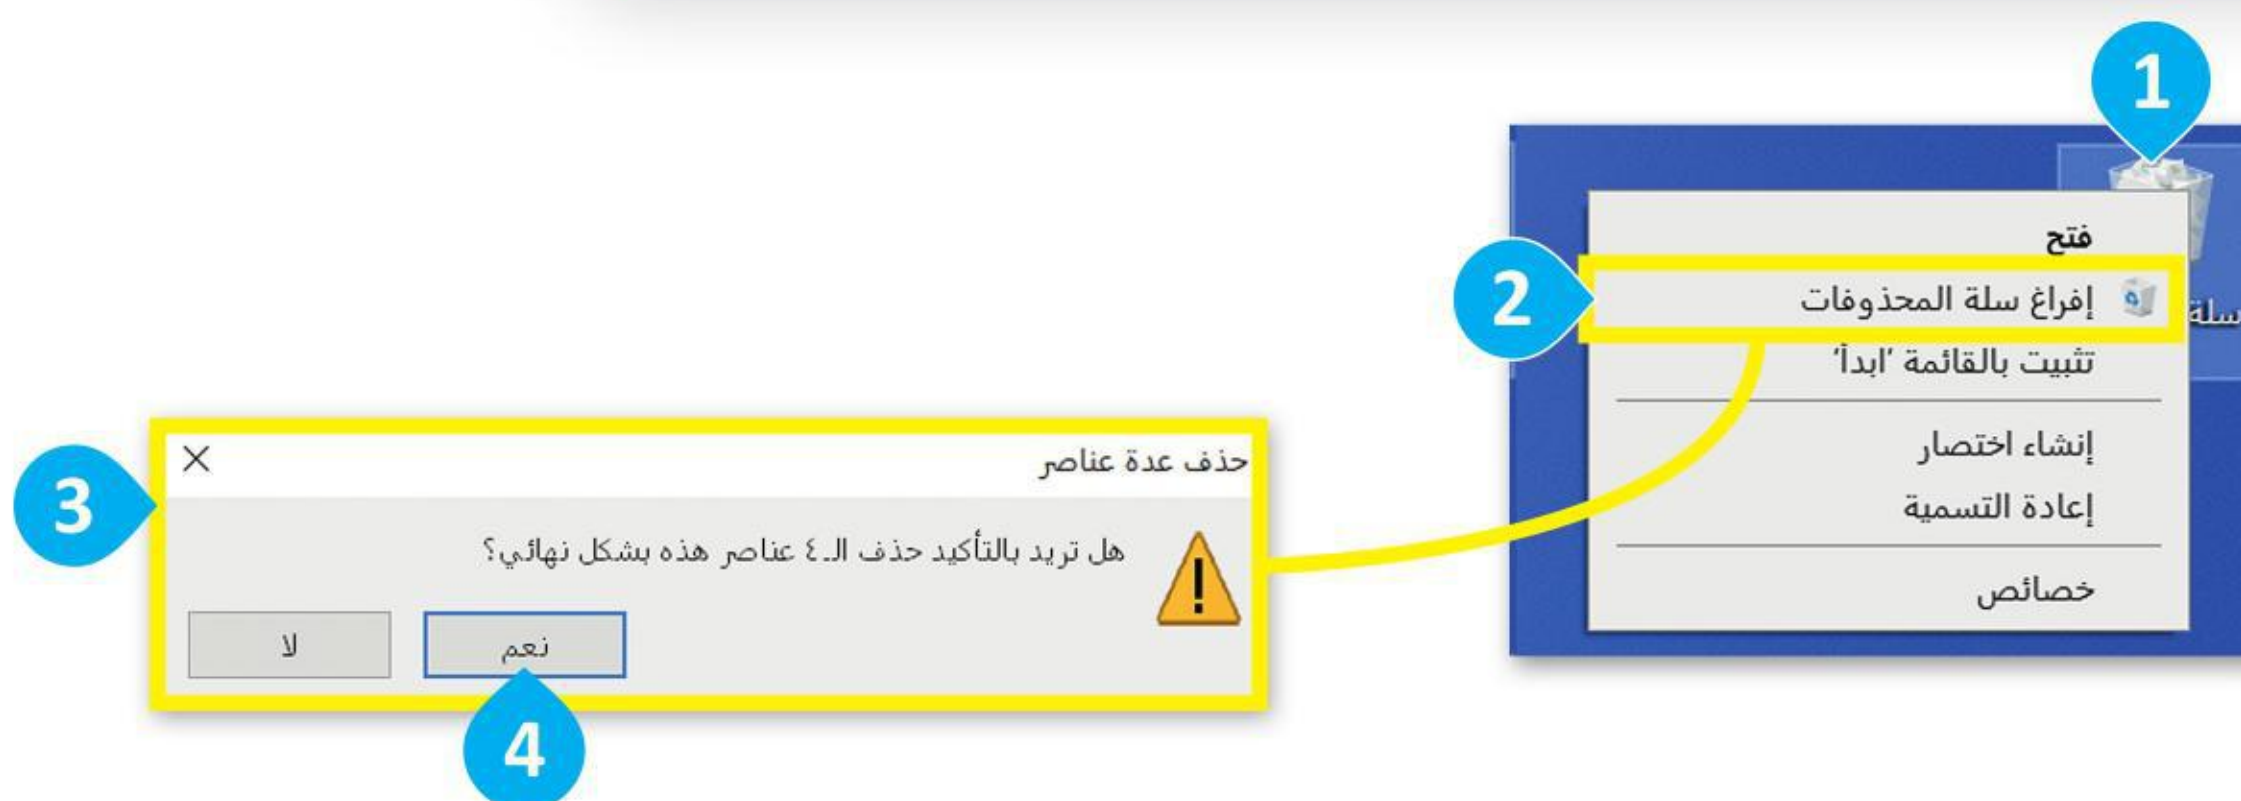 1
فتح
2
إفراغ سلة المحذوفات
سلة
تثبيت بالقائمة 'ابدأ'
إنشاء اختصار
إعادة التسمية
خصائص
3
حذف عدة عناصر
هل تريد بالتأكيد حذف الـ ٤ عناصر هذه بشكل نهائي؟
نعم
لا
4